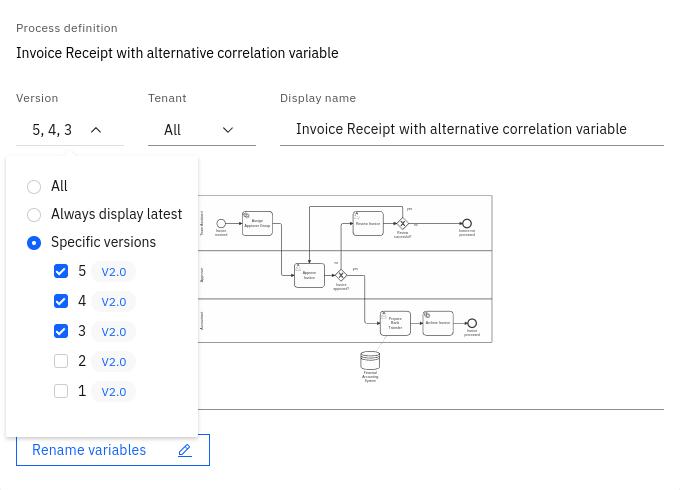 Process definition
Invoice Receipt with alternative correlation variable
Version
Tenant
Display name
5, 4, 3
All
Invoice Receipt with alternative correlation variable
All
Always display latest
Specific versions
5 V2.0
4 V2.0
3 V2.0
2 V2.0
1 V2.0
Team Assistant
Invoice
received
Assign
Approver Group
Review Invoice
yes
Review
successful?
no
Invoice not
processed
Approver
Approve
Invoice
no
yes
Invoice
approved?
Accountant
Prepare
Bank
Transfer
Archive Invoice
Invoice
processed
External
Accounting
System
Rename variables